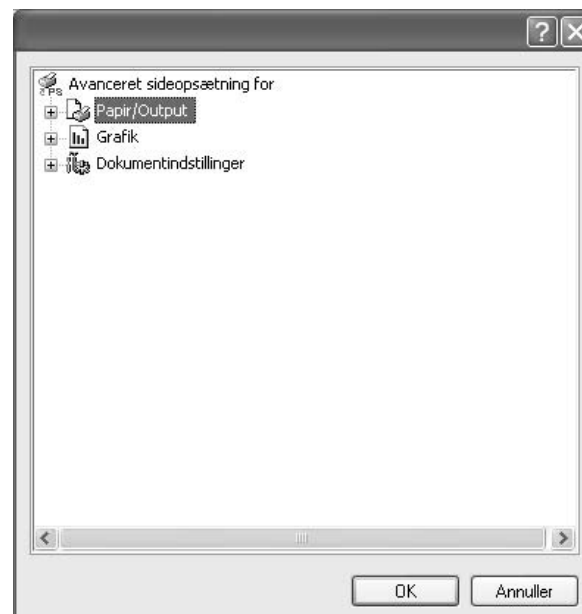 Avanceret sideopsætning for
Papir/Output
Grafik
Dokumentindstillinger
OK
Annuller